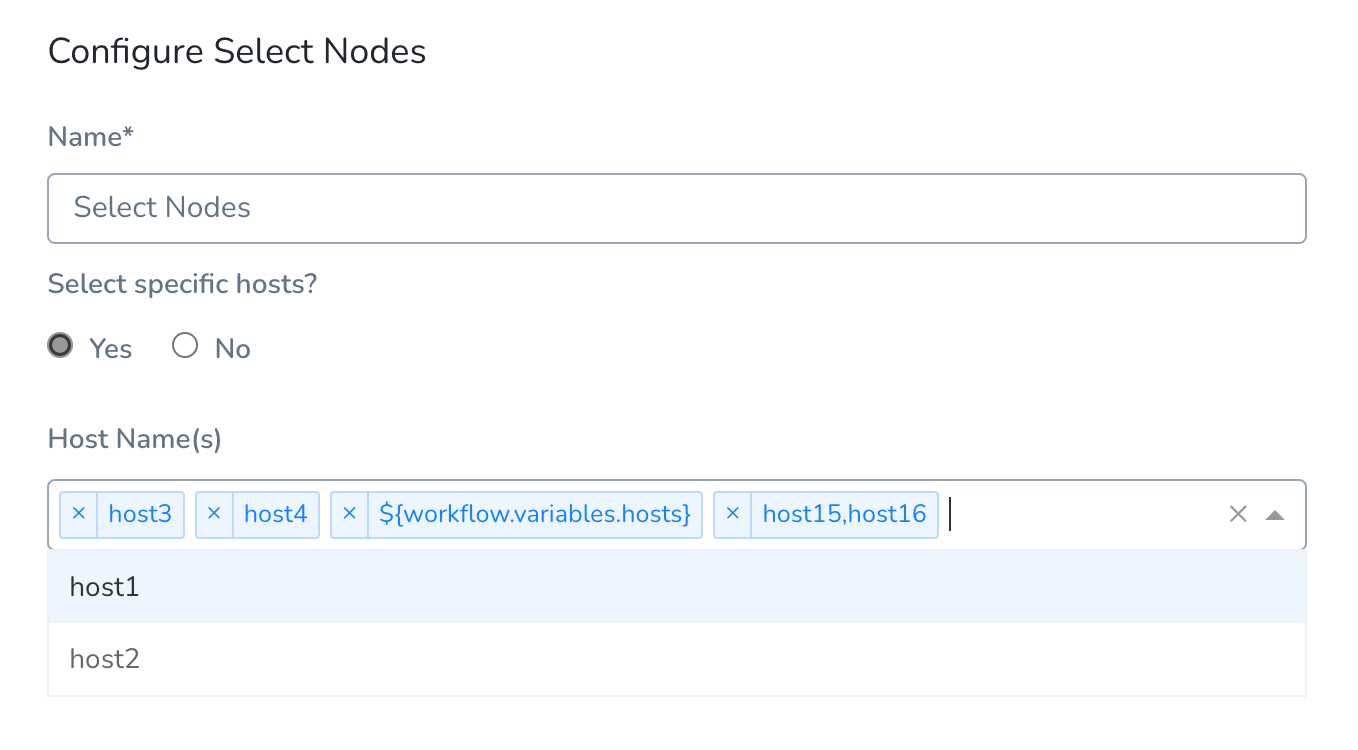 Configure Select Nodes
Name*
Select Nodes
Select specific hosts?
Yes No
Host Name(s)
× host3 × host4 × ${workflow.variables.hosts} × host15,host16
host1
host2